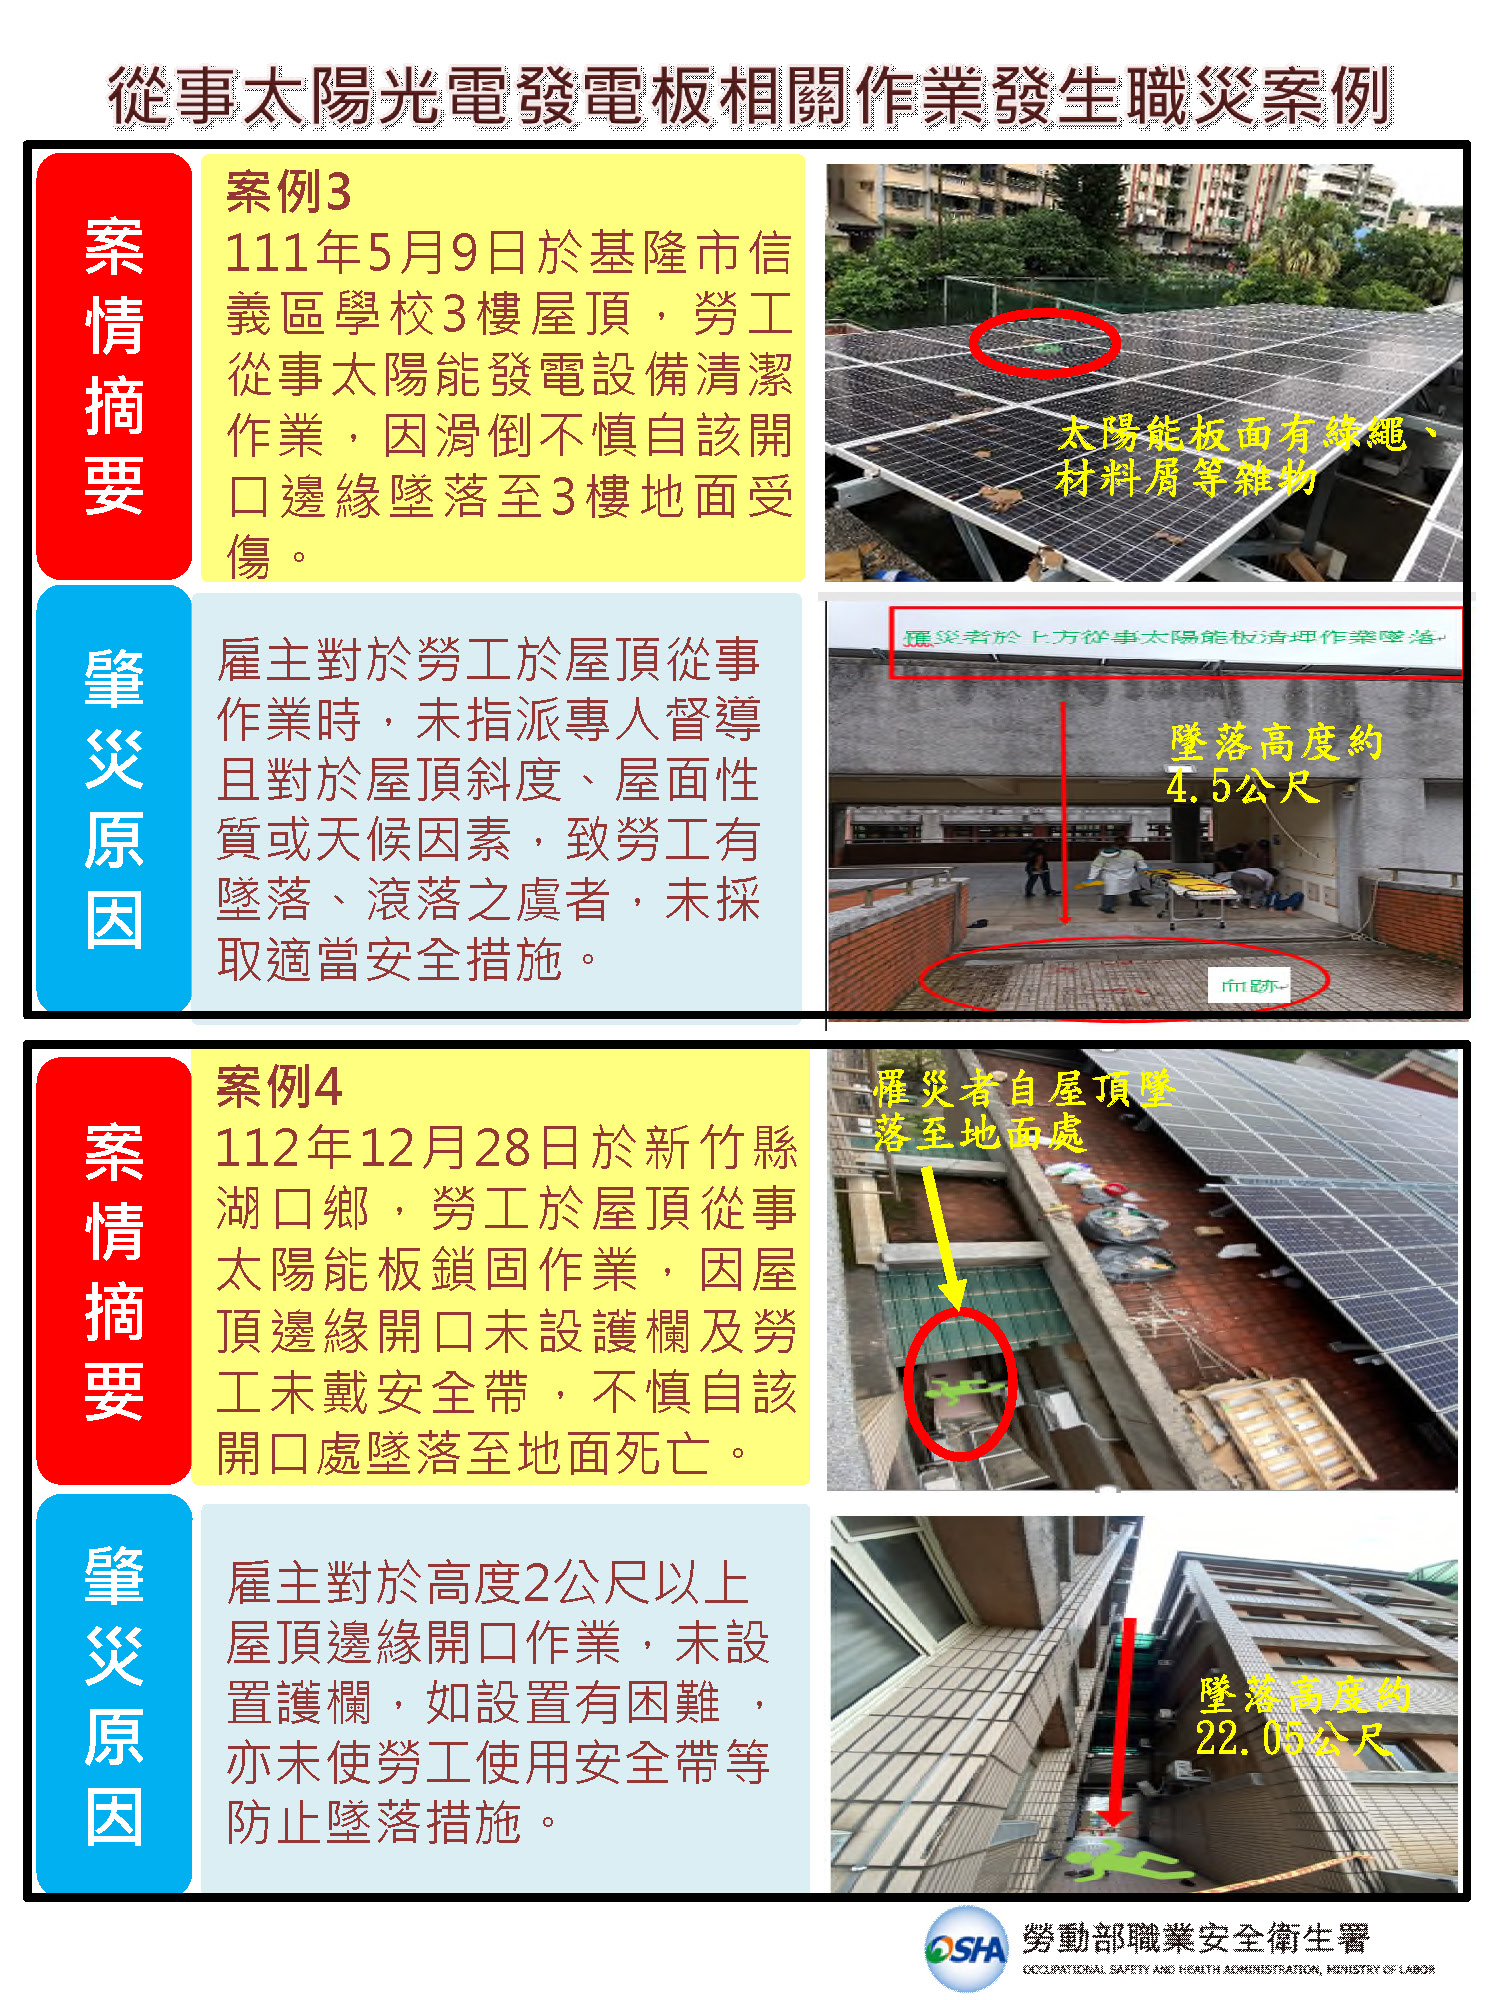 從事太陽光電發電板相關作業發生職災案例
案情摘要
案例3
111年5月9日於基隆市信
義區學校3樓屋頂，勞工
從事太陽能發電設備清潔
作業，因滑倒不慎自該開
口邊緣墜落至3樓地面受
傷。
太陽能板面有綠繩、
材料屑等雜物
肇災原因
雇主對於勞工於屋頂從事
作業時，未指派專人督導
且對於屋頂斜度、屋面性
質或天候因素，致勞工有
墜落、滾落之虞者，未採
取適當安全措施。
罹災者於上方從事太陽能板清理作業墜落
墜落高度約
4.5公尺
血跡
案情摘要
案例4
112年12月28日於新竹縣
湖口鄉，勞工於屋頂從事
太陽能板鎖固作業，因屋
頂邊緣開口未設護欄及勞
工未戴安全帶，不慎自該
開口處墜落至地面死亡。
罹災者自屋頂墜
落至地面處
肇災原因
雇主對於高度2公尺以上
屋頂邊緣開口作業，未設
置護欄，如設置有困難，
亦未使勞工使用安全帶等
防止墜落措施。
墜落高度約
22.05公尺
OSHA
勞動部職業安全衛生署
OCCUPATIONAL SAFETY AND HEALTH ADMINISTRATION, MINISTRY OF LABOR